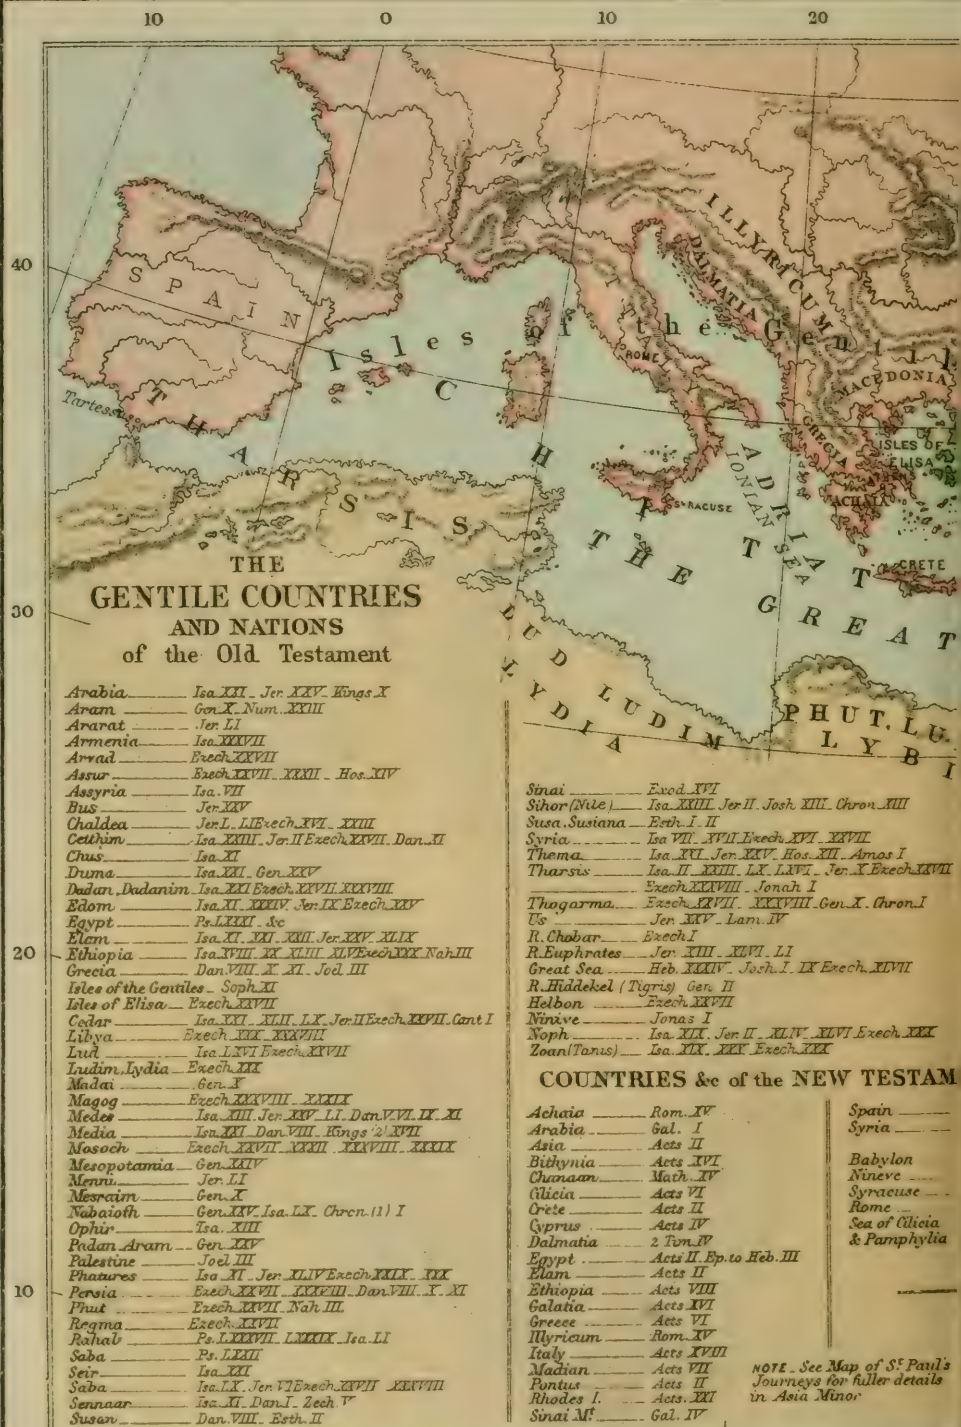 10 0 10 20
40
30
20
10
SPAIN
Tartess
THARSIS
Isles of the Gentil
ILLYRICUM
DALMATIA
ROME
MACEDONIA
GRECIA
ISLES OF
ELISA
ACHAIA
ADRIA
IONIAN SEA
SYRACUSE
CRETE
THE GREAT
LUD LUDIM
LYDIA
PHUT. LU.
LYBI
THE
GENTILE COUNTRIES
AND NATIONS
of the Old Testament
Arabia Isa XXI - Jer. XXV - Kings X
Aram Gen X - Num. XXIII
Ararat Jer. LI
Armenia Isa XXXVII
Arvad Ezech XXVII
Assur Ezech XXVII - XXXII - Hos. XIV
Assyria Isa. VII
Bus Jer. XXV
Chaldea Jer. L - LI Ezech XVI - XXIII
Cetthim Isa XXIII - Jer. II Ezech XXVII. Dan XI
Chus Isa XI
Duma Isa XXI - Gen XXV
Dadan, Dadanim - Isa XXI Ezech XXVII. XXXVIII
Edom Isa. XI. XXXIV. Jer. IX Ezech XXV
Egypt Ps. LXXXI - &c
Elam Isa. XI. XXI. XXII. Jer. XXV. XLIX
Ethiopia Isa XVIII. XX. XLIII. XLV Ezech XXX. Nah. III
Grecia Dan. VIII. X. XI - Joel III
Isles of the Gentiles - Soph XI
Isles of Elisa - Ezech XXVII
Cedar Isa. XXI - XLII - LX - Jer. II Ezech XXVII. Cant I
Libya Ezech XXX. XXXVIII
Lud Isa. LXVI Ezech XXVII
Ludim, Lydia - Ezech XXX
Madai Gen. X
Magog Ezech XXXVIII - XXXIX
Medes Isa. XIII. Jer. XXV - LI. Dan. V. VI. IX. XI
Media Isa XXI. Dan. VIII - Kings (2) XVII
Mosoch Ezech XXVII - XXXII - XXXVIII - XXXIX
Mesopotamia - Gen XXIV
Menni Jer. LI
Mesraim Gen. X
Nabaioth Gen XXV. Isa. LX - Chron. (1) I
Ophir Isa. XIII
Padan Aram - Gen XXV
Palestine Joel III
Phatures Isa XI - Jer. XLIV Ezech XXIX - XXX
Persia Ezech XXVII - XXXVIII - Dan. VIII. X. XI
Phut Ezech XXVII. Nah III.
Regma Ezech. XXVII
Rahab Ps. LXXXVII - LXXXIX - Isa. LI
Saba Ps. LXXII
Seir Isa XXI
Saba Isa. LX. Jer. VI Ezech XXVII XXXVIII
Sennaar Isa. XI - Dan I. Zech. V
Susan Dan. VIII - Esth. II
Sinai Exod XVI
Sihor (Nile) Isa. XXIII. Jer II. Josh XIII. Chron XIII
Susa. Susiana Esth. I. II
Syria Isa VII - XVII Ezech XVI - XXVII
Thema Isa XXI. Jer. XXV. Hos. XII - Amos I
Tharsis Isa. II - XXIII. LX - LXVI - Jer. X Ezech XXVII
Ezech XXXVIII - Jonah I
Thogarma Ezech XXVII. XXXVIII - Gen X. Chron I
Us Jer. XXV - Lam. IV
R. Chobar Ezech I
R. Euphrates Jer. XIII - XLVI. LI
Great Sea Heb. XXXIV - Josh. I. IX Ezech. XLVII
R. Hiddekel (Tigris) Gen II
Helbon Ezech XXVII
Ninive Jonas I
Noph Isa. XIX. Jer. II - XLIV - XLVI Ezech XXX
Zoan (Tanis) Isa. XIX. XXX Ezech XXX
COUNTRIES &c of the NEW TESTAM
Achaia Rom. XV
Arabia Gal. I
Asia Acts II
Bithynia Acts XVI
Chanaan Math. XV
Cilicia Acts VI
Crete Acts II
Cyprus Acts IV
Dalmatia 2 Tim IV
Egypt Acts II. Ep. to Heb. III
Elam Acts II
Ethiopia Acts VIII
Galatia Acts XVI
Greece Acts VI
Illyricum Rom. XV
Italy Acts XVIII
Madian Acts VII
Pontus Acts II
Rhodes I. Acts. XXI
Sinai Mt. Gal. IV
Spain
Syria
Babylon
Nineve
Syracuse
Rome
Sea of Cilicia
& Pamphylia
NOTE - See Map of St. Paul's
Journeys for fuller details
in Asia Minor